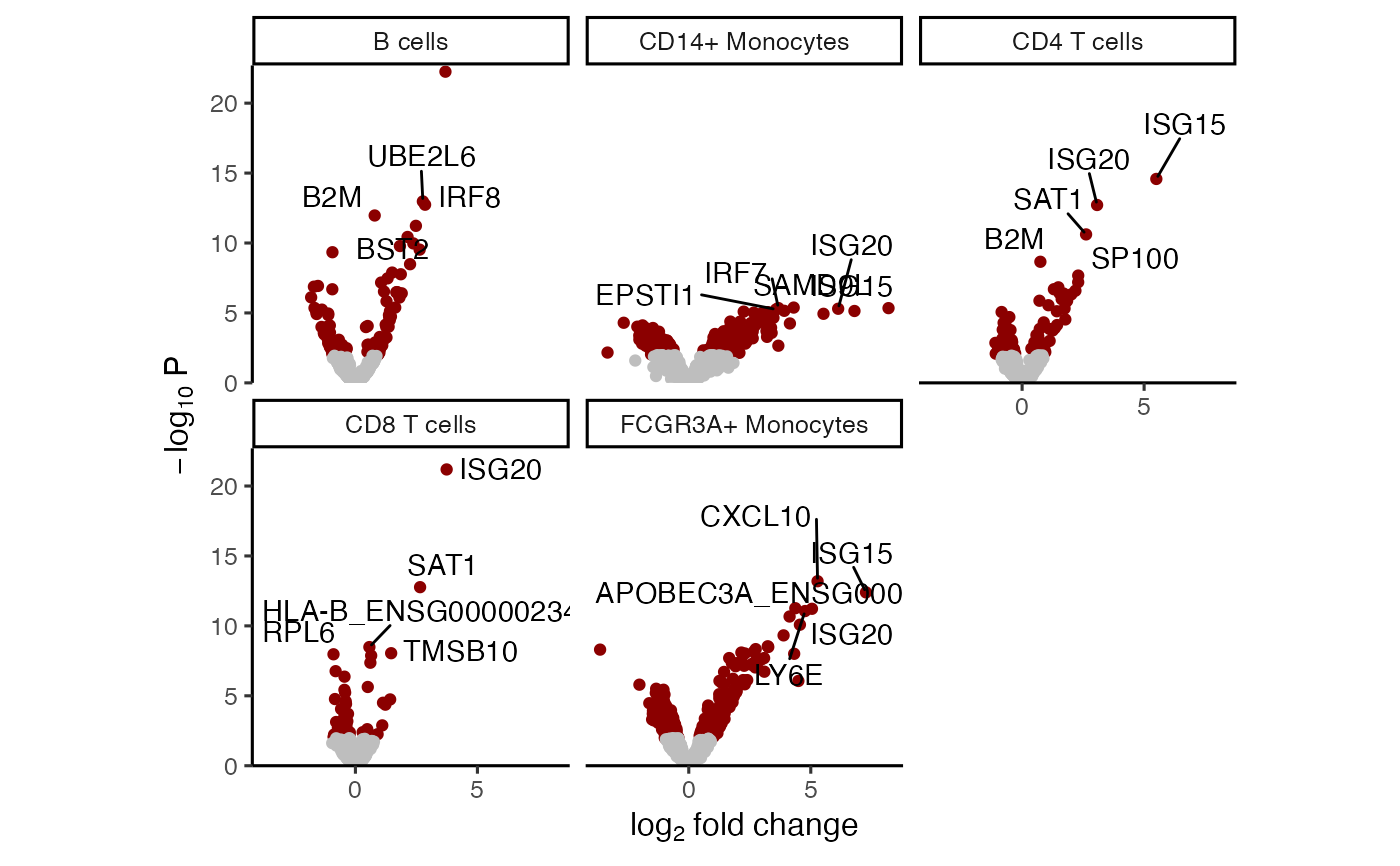 B cells
CD14+ Monocytes
CD4 T cells
20
15
10
5
0
UBE2L6
B2M
IRF8
BST2
ISG20
IRF7
SAMD9L
ISG15
EPSTI1
ISG15
ISG20
SAT1
B2M
SP100
0
5
− log10 P
CD8 T cells
FCGR3A+ Monocytes
20
15
10
5
0
ISG20
SAT1
HLA-B_ENSG00000234
RPL6
TMSB10
CXCL10
ISG15
APOBEC3A_ENSG000
ISG20
LY6E
0
5
0
5
log2 fold change